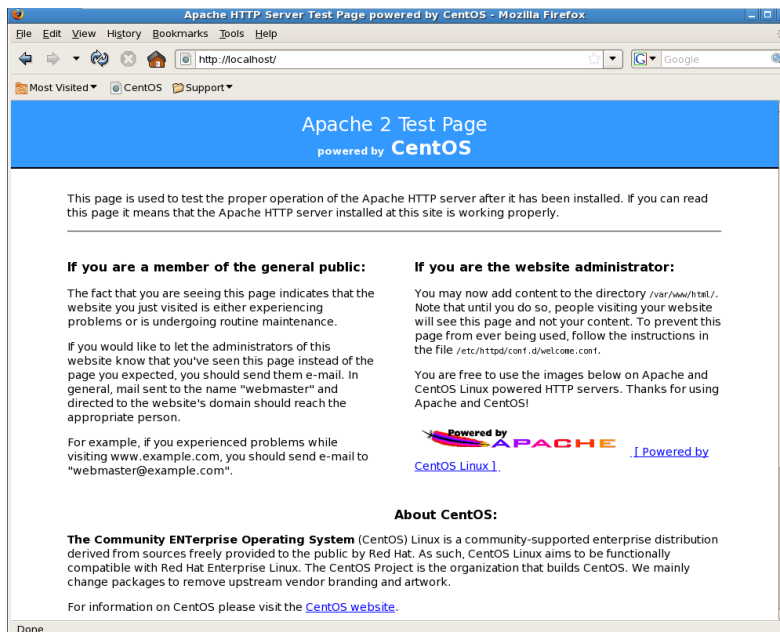 Apache HTTP Server Test Page powered by CentOS - Mozilla Firefox
File Edit View History Bookmarks Tools Help
http://localhost/
Google
Most Visited CentOS Support
Apache 2 Test Page
powered by CentOS
This page is used to test the proper operation of the Apache HTTP server after it has been installed. If you can read
this page it means that the Apache HTTP server installed at this site is working properly.
If you are a member of the general public:
The fact that you are seeing this page indicates that the
website you just visited is either experiencing
problems or is undergoing routine maintenance.
If you would like to let the administrators of this
website know that you've seen this page instead of the
page you expected, you should send them e-mail. In
general, mail sent to the name "webmaster" and
directed to the website's domain should reach the
appropriate person.
For example, if you experienced problems while
visiting www.example.com, you should send e-mail to
"webmaster@example.com".
If you are the website administrator:
You may now add content to the directory /var/www/html/.
Note that until you do so, people visiting your website
will see this page and not your content. To prevent this
page from ever being used, follow the instructions in
the file /etc/httpd/conf.d/welcome.conf.
You are free to use the images below on Apache and
CentOS Linux powered HTTP servers. Thanks for using
Apache and CentOS!
Powered by
APACHE
[ Powered by
CentOS Linux ]
About CentOS:
The Community ENTerprise Operating System (CentOS) Linux is a community-supported enterprise distribution
derived from sources freely provided to the public by Red Hat. As such, CentOS Linux aims to be functionally
compatible with Red Hat Enterprise Linux. The CentOS Project is the organization that builds CentOS. We mainly
change packages to remove upstream vendor branding and artwork.
For information on CentOS please visit the CentOS website.
Done